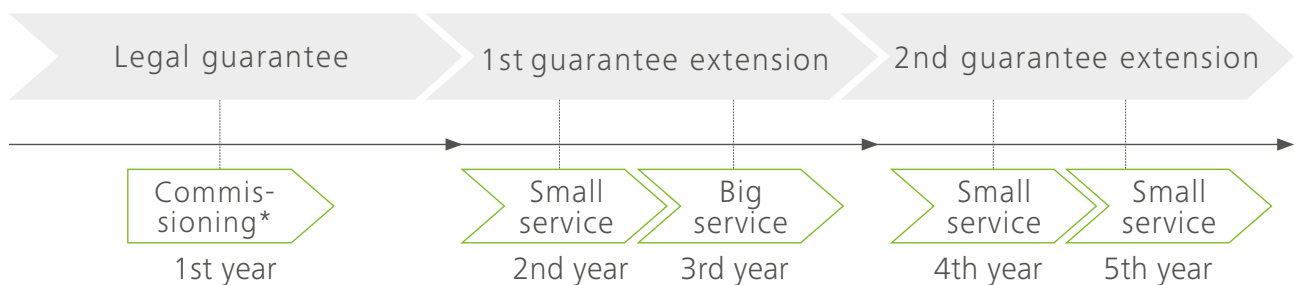 Legal guarantee
1st guarantee extension
2nd guarantee extension
Commis-
sioning*
Small
service
Big
service
Small
service
Small
service
1st year
2nd year
3rd year
4th year
5th year